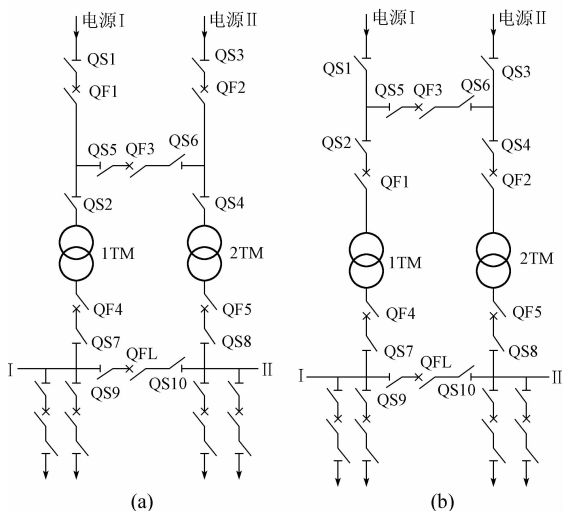 电源Ⅰ 电源Ⅱ
QS1 QS3
QF1 QF2
QS5 QF3 QS6
QS2 QS4
1TM 2TM
QF4 QF5
QS7 QS8
Ⅰ QFL Ⅱ
QS9 QS10
(a)
电源Ⅰ 电源Ⅱ
QS1 QS3
QS5 QF3 QS6
QS2 QS4
QF1 QF2
1TM 2TM
QF4 QF5
QS7 QS8
Ⅰ QFL Ⅱ
QS9 QS10
(b)